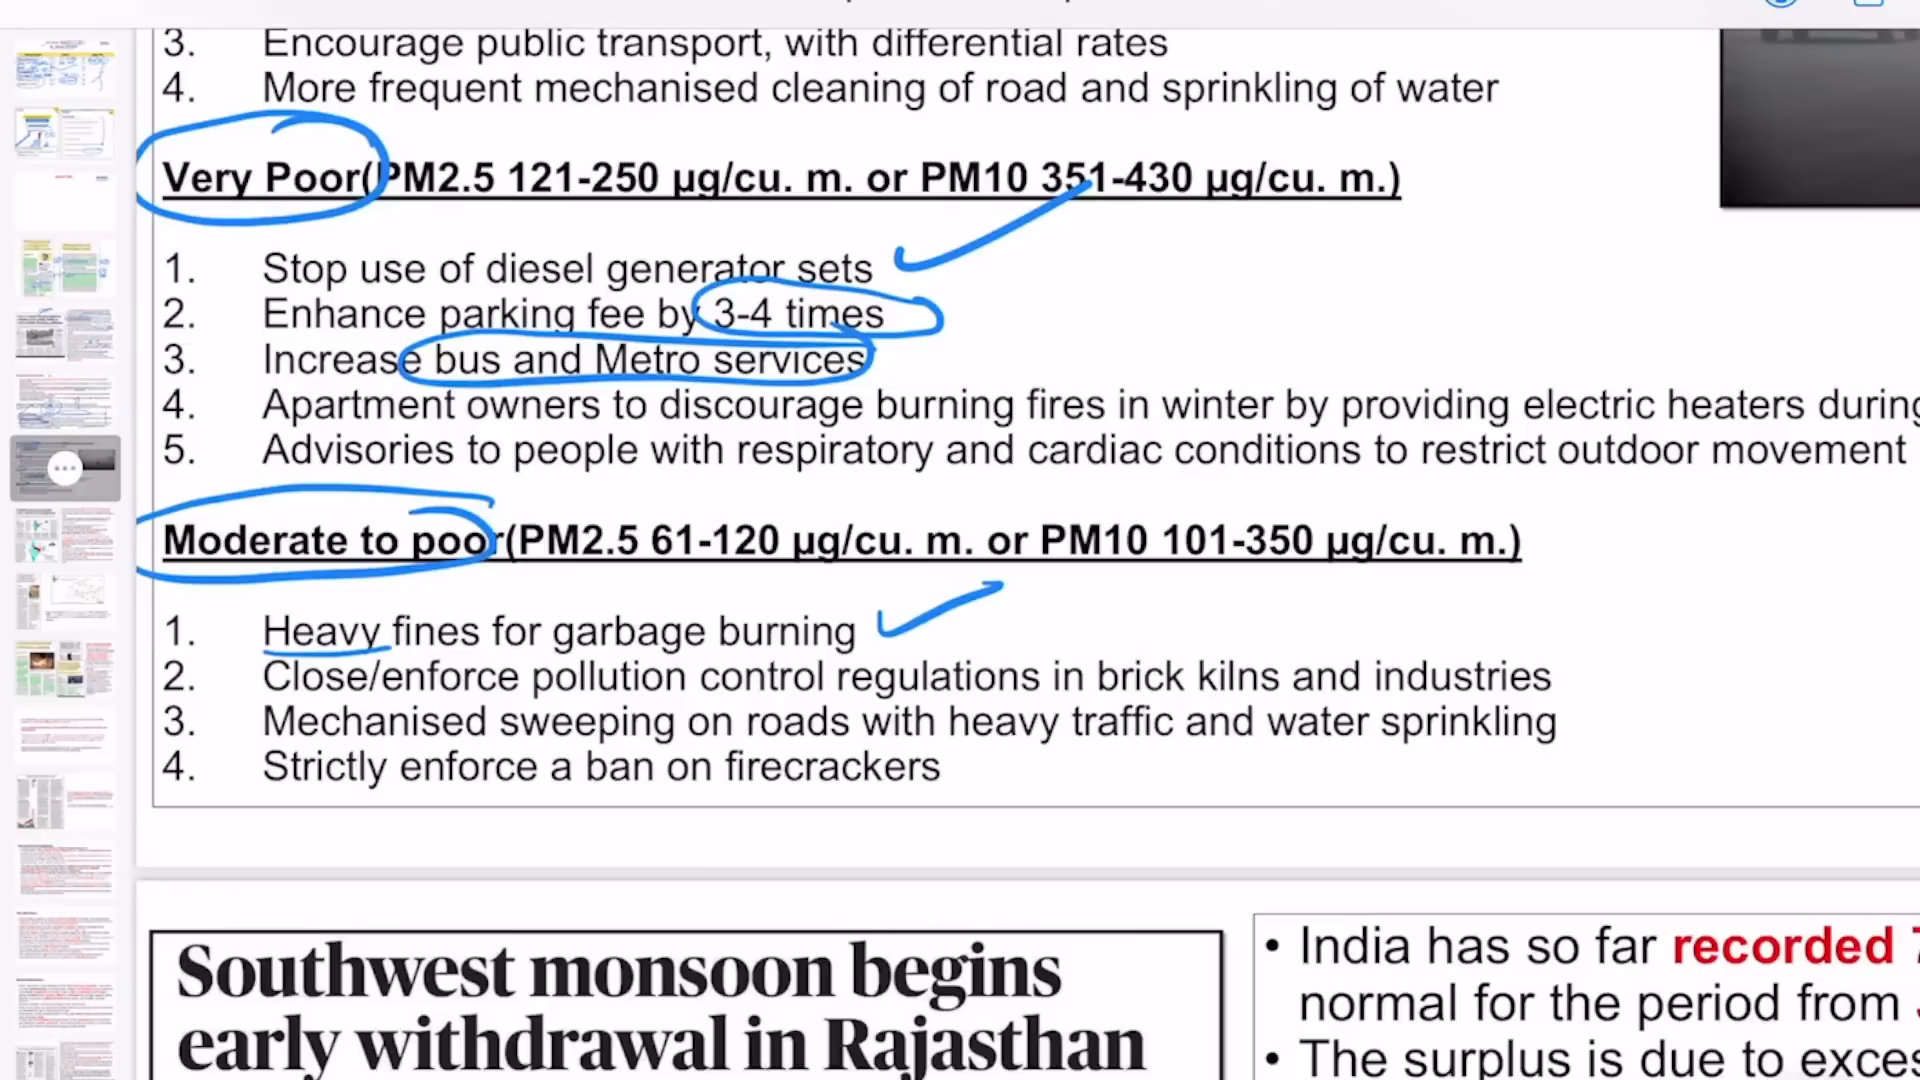 3. Encourage public transport, with differential rates
4. More frequent mechanised cleaning of road and sprinkling of water
Very Poor(PM2.5 121-250 µg/cu. m. or PM10 351-430 µg/cu. m.)
1. Stop use of diesel generator sets
2. Enhance parking fee by 3-4 times
3. Increase bus and Metro services
4. Apartment owners to discourage burning fires in winter by providing electric heaters during
5. Advisories to people with respiratory and cardiac conditions to restrict outdoor movement
Moderate to poor(PM2.5 61-120 µg/cu. m. or PM10 101-350 µg/cu. m.)
1. Heavy fines for garbage burning
2. Close/enforce pollution control regulations in brick kilns and industries
3. Mechanised sweeping on roads with heavy traffic and water sprinkling
4. Strictly enforce a ban on firecrackers
Southwest monsoon begins
early withdrawal in Rajasthan
• India has so far recorded
normal for the period from
• The surplus is due to